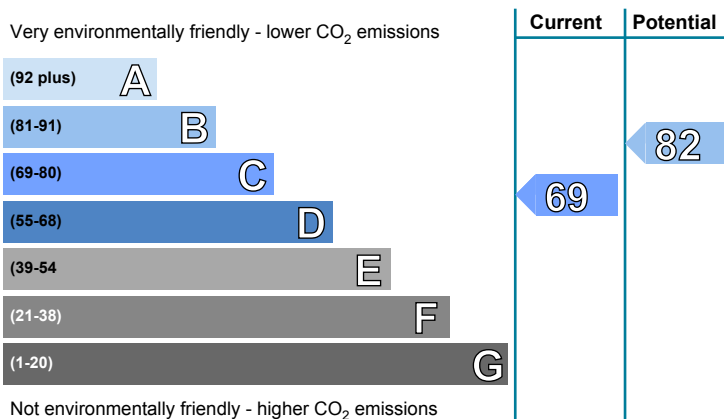 Current Potential
Very environmentally friendly - lower CO2 emissions
(92 plus) A
(81-91) B
82
(69-80) C
69
(55-68) D
(39-54 E
(21-38) F
(1-20) G
Not environmentally friendly - higher CO2 emissions